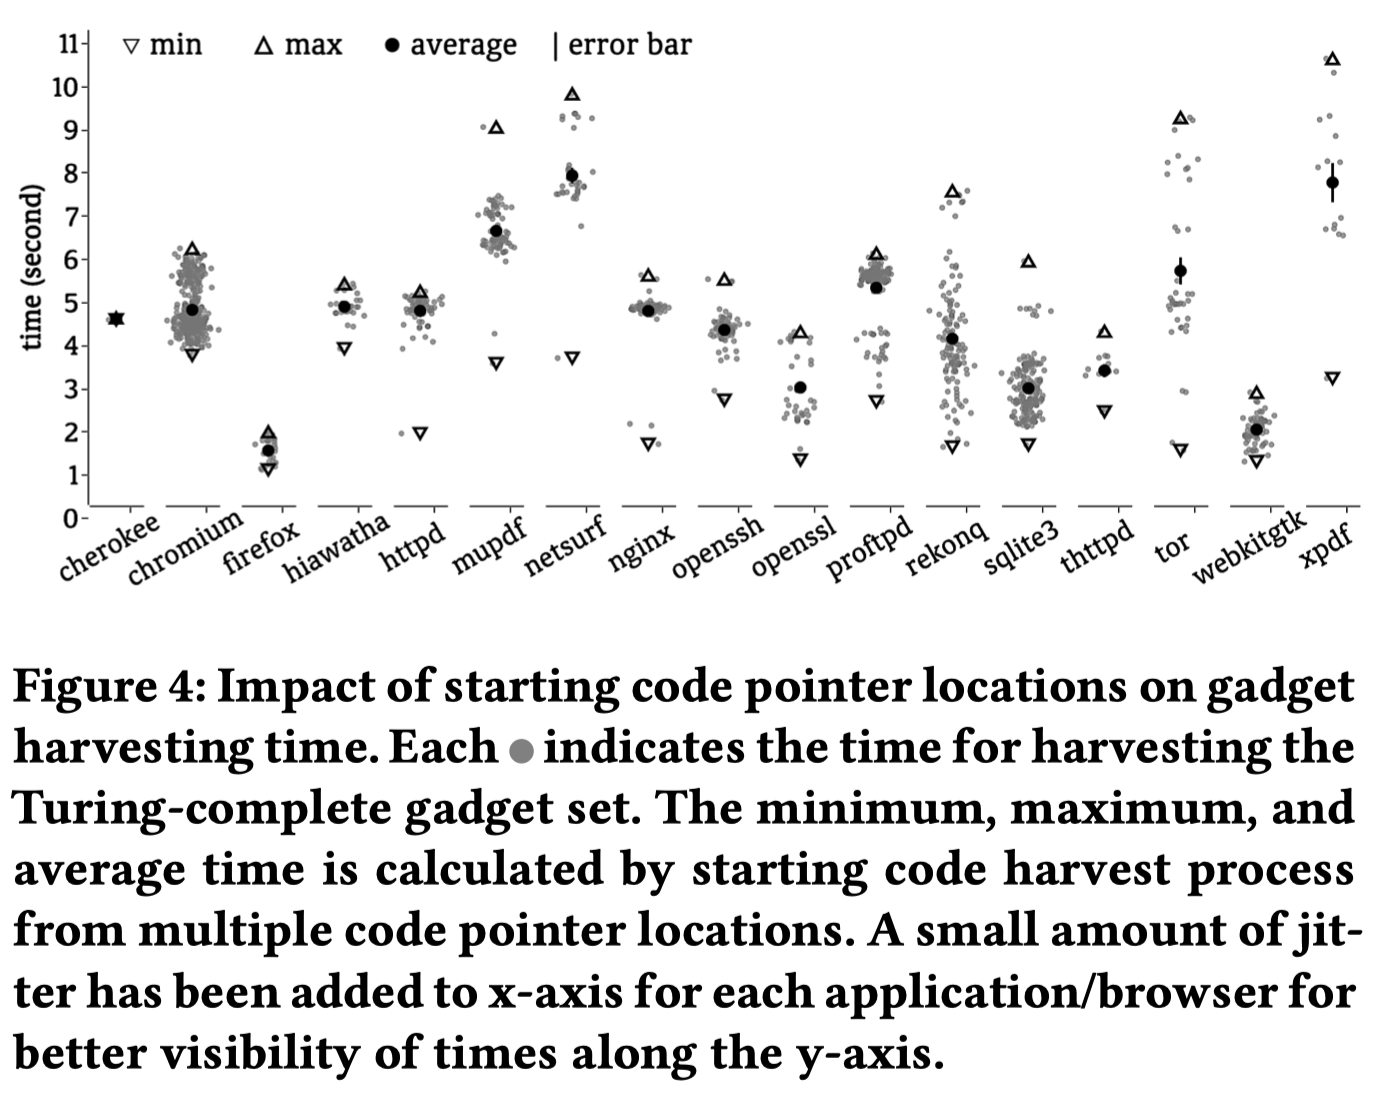 11
min
max
average
error bar
10
9
8
7
6
5
4
3
2
1
0
time (second)
cherokee
chromium
firefox
hiawatha
httpd
mupdf
netsurf
nginx
openssh
openssl
proftpd
rekonq
sqlite3
thttpd
tor
webkitgtk
xpdf
Figure 4: Impact of starting code pointer locations on gadget
harvesting time. Each ● indicates the time for harvesting the
Turing-complete gadget set. The minimum, maximum, and
average time is calculated by starting code harvest process
from multiple code pointer locations. A small amount of jit-
ter has been added to x-axis for each application/browser for
better visibility of times along the y-axis.